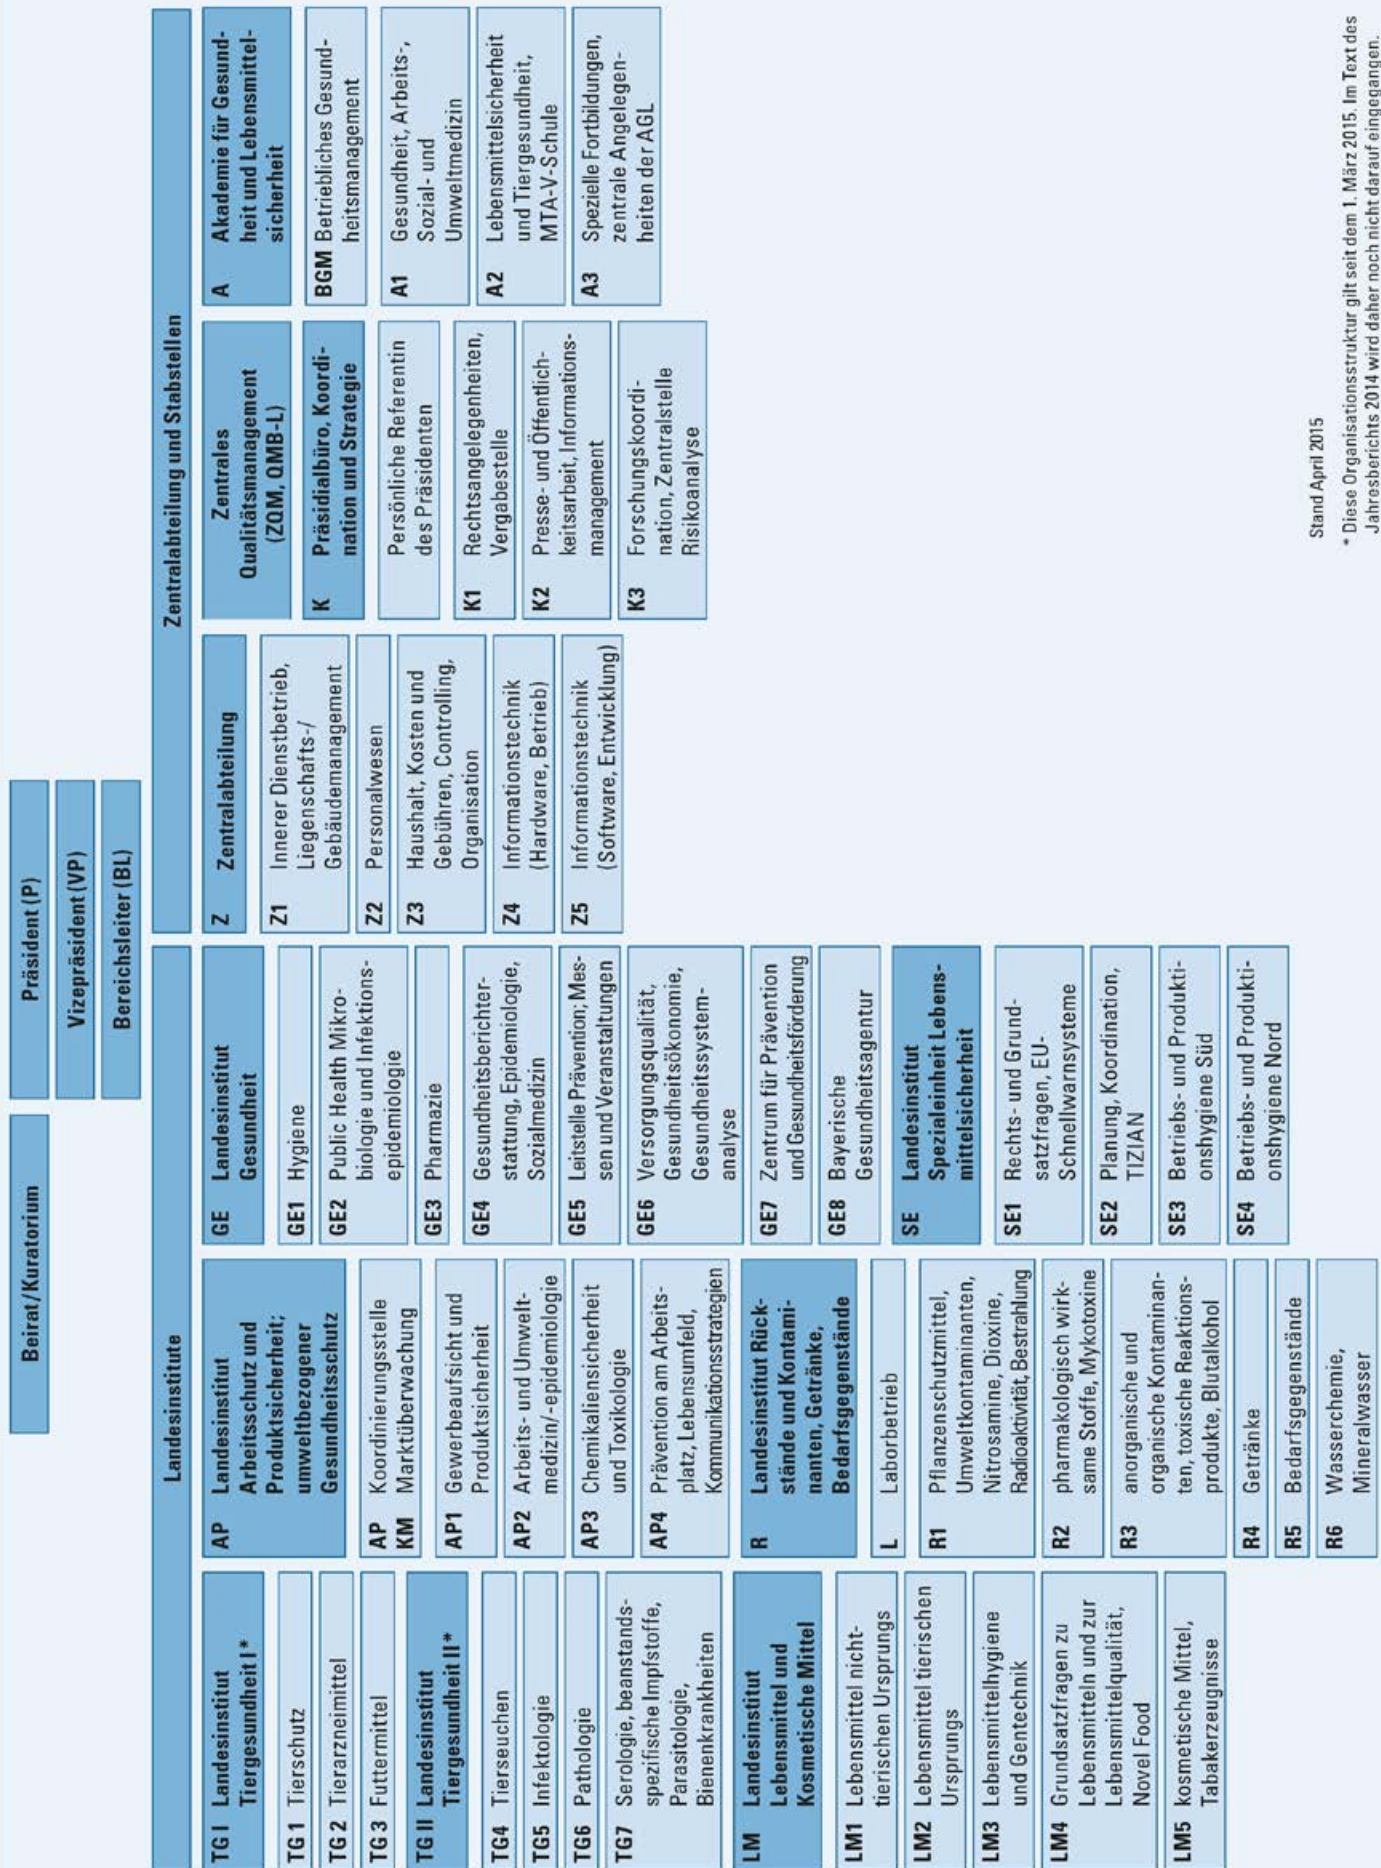 Beirat/Kuratorium
Präsident (P)
Vizepräsident (VP)
Bereichsleiter (BL)
Landesinstitute
TG I Landesinstitut
Tiergesundheit I*
TG 1 Tierschutz
TG 2 Tierarzneimittel
TG 3 Futtermittel
TG II Landesinstitut
Tiergesundheit II*
TG4 Tierseuchen
TG5 Infektologie
TG6 Pathologie
TG7 Serologie, beanstands-
spezifische Impfstoffe,
Parasitologie,
Bienenkrankheiten
LM Landesinstitut
Lebensmittel und
Kosmetische Mittel
LM1 Lebensmittel nicht-
tierischen Ursprungs
LM2 Lebensmittel tierischen
Ursprungs
LM3 Lebensmittelhygiene
und Gentechnik
LM4 Grundsatzfragen zu
Lebensmitteln und zur
Lebensmittelqualität,
Novel Food
LM5 kosmetische Mittel,
Tabakerzeugnisse
AP Landesinstitut
Arbeitsschutz und
Produktsicherheit;
umweltbezogener
Gesundheitsschutz
AP Koordinierungsstelle
KM Marktüberwachung
AP1 Gewerbeaufsicht und
Produktsicherheit
AP2 Arbeits- und Umwelt-
medizin/-epidemiologie
AP3 Chemikaliensicherheit
und Toxikologie
AP4 Prävention am Arbeits-
platz, Lebensumfeld,
Kommunikationsstrategien
R Landesinstitut Rück-
stände und Kontami-
nanten, Getränke,
Bedarfsgegenstände
L Laborbetrieb
R1 Pflanzenschutzmittel,
Umweltkontaminanten,
Nitrosamine, Dioxine,
Radioaktivität, Bestrahlung
R2 pharmakologisch wirk-
same Stoffe, Mykotoxine
R3 anorganische und
organische Kontaminan-
ten, toxische Reaktions-
produkte, Blutalkohol
R4 Getränke
R5 Bedarfsgegenstände
R6 Wasserchemie,
Mineralwasser
GE Landesinstitut
Gesundheit
GE1 Hygiene
GE2 Public Health Mikro-
biologie und Infektions-
epidemiologie
GE3 Pharmazie
GE4 Gesundheitsberichter-
stattung, Epidemiologie,
Sozialmedizin
GE5 Leitstelle Prävention; Mes-
sen und Veranstaltungen
GE6 Versorgungsqualität,
Gesundheitsökonomie,
Gesundheitssystem-
analyse
GE7 Zentrum für Prävention
und Gesundheitsförderung
GE8 Bayerische
Gesundheitsagentur
SE Landesinstitut
Spezialeinheit Lebens-
mittelsicherheit
SE1 Rechts- und Grund-
satzfragen, EU-
Schnellwarnsysteme
SE2 Planung, Koordination,
TIZIAN
SE3 Betriebs- und Produkti-
onshygiene Süd
SE4 Betriebs- und Produkti-
onshygiene Nord
Zentralabteilung und Stabstellen
Z Zentralabteilung
Z1 Innerer Dienstbetrieb,
Liegenschafts-/
Gebäudemanagement
Z2 Personalwesen
Z3 Haushalt, Kosten und
Gebühren, Controlling,
Organisation
Z4 Informationstechnik
(Hardware, Betrieb)
Z5 Informationstechnik
(Software, Entwicklung)
Zentrales
Qualitätsmanagement
(ZQM, QMB-L)
K Präsidialbüro, Koordi-
nation und Strategie
Persönliche Referentin
des Präsidenten
K1 Rechtsangelegenheiten,
Vergabestelle
K2 Presse- und Öffentlich-
keitsarbeit, Informations-
management
K3 Forschungskoordi-
nation, Zentralstelle
Risikoanalyse
A Akademie für Gesund-
heit und Lebensmittel-
sicherheit
BGM Betriebliches Gesund-
heitsmanagement
A1 Gesundheit, Arbeits-,
Sozial- und
Umweltmedizin
A2 Lebensmittelsicherheit
und Tiergesundheit,
MTA-V-Schule
A3 Spezielle Fortbildungen,
zentrale Angelegen-
heiten der AGL
Stand April 2015
* Diese Organisationsstruktur gilt seit dem 1. März 2015. Im Text des
Jahresberichts 2014 wird daher noch nicht darauf eingegangen.